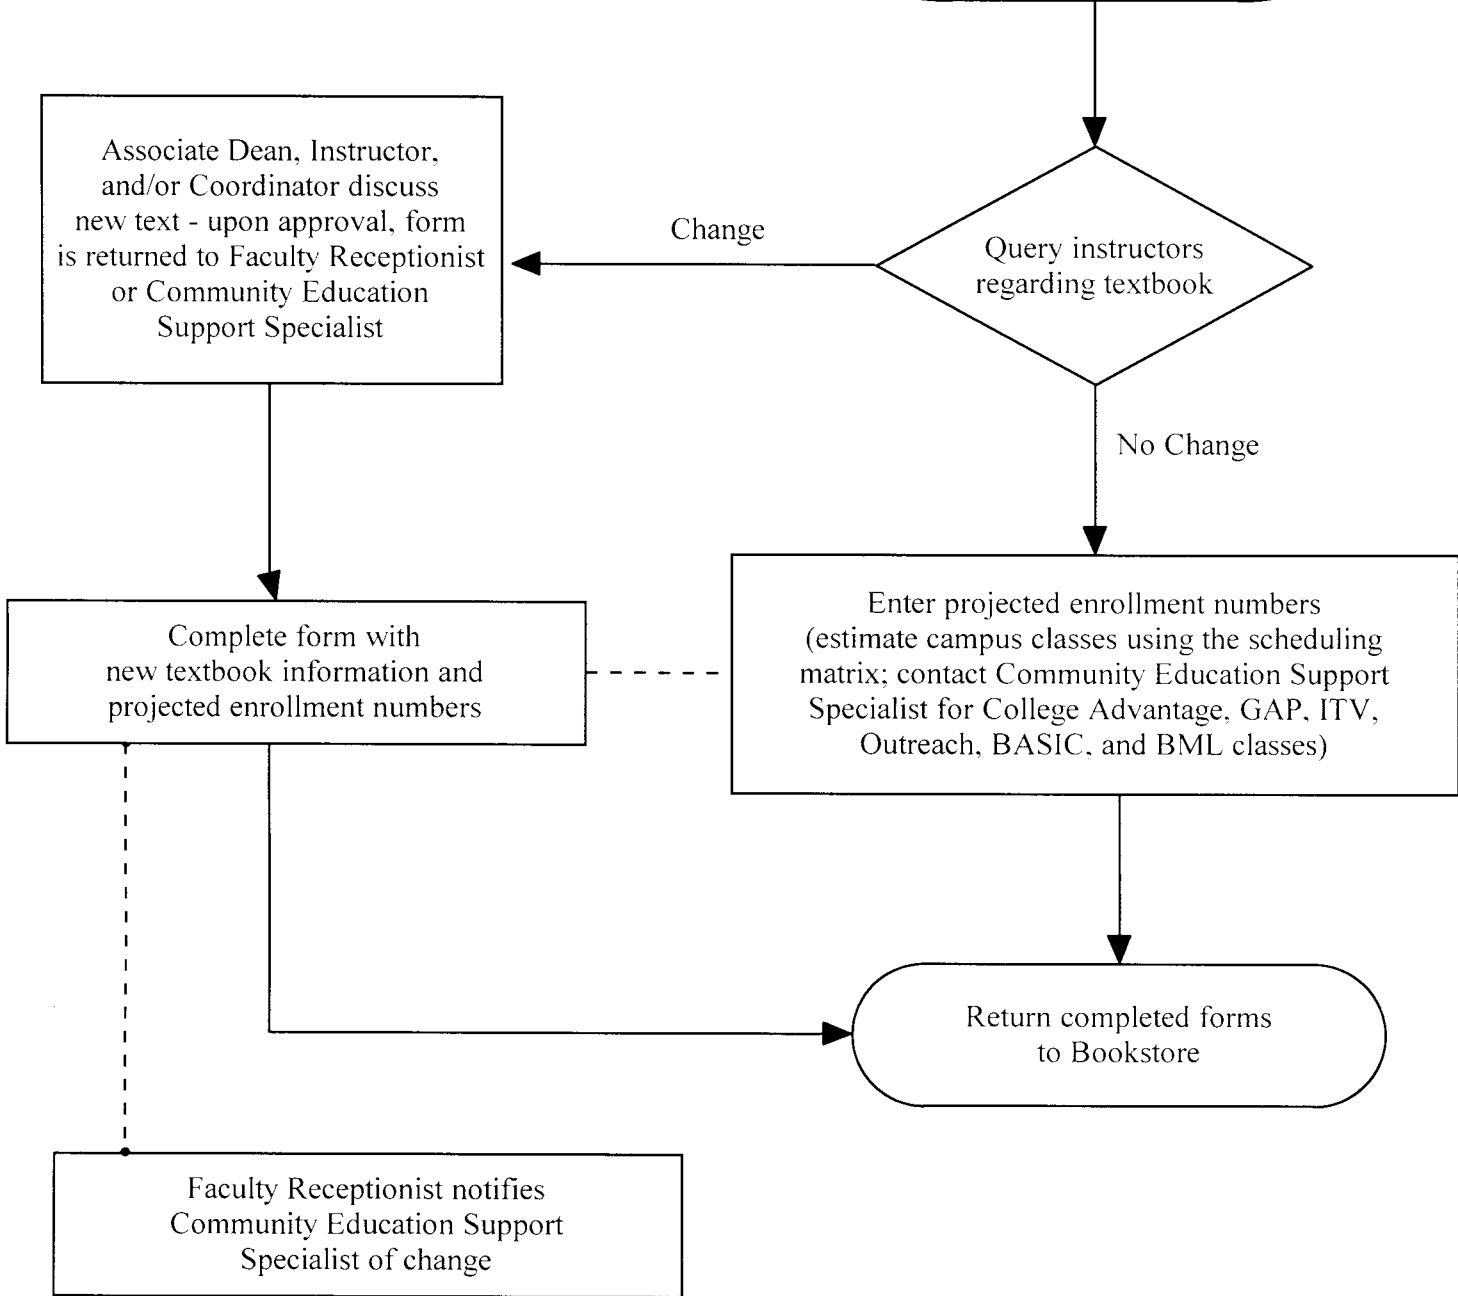 Associate Dean, Instructor,
and/or Coordinator discuss
new text - upon approval, form
is returned to Faculty Receptionist
or Community Education
Support Specialist
Change
Query instructors
regarding textbook
No Change
Complete form with
new textbook information and
projected enrollment numbers
Enter projected enrollment numbers
(estimate campus classes using the scheduling
matrix; contact Community Education Support
Specialist for College Advantage, GAP, ITV,
Outreach, BASIC, and BML classes)
Return completed forms
to Bookstore
Faculty Receptionist notifies
Community Education Support
Specialist of change